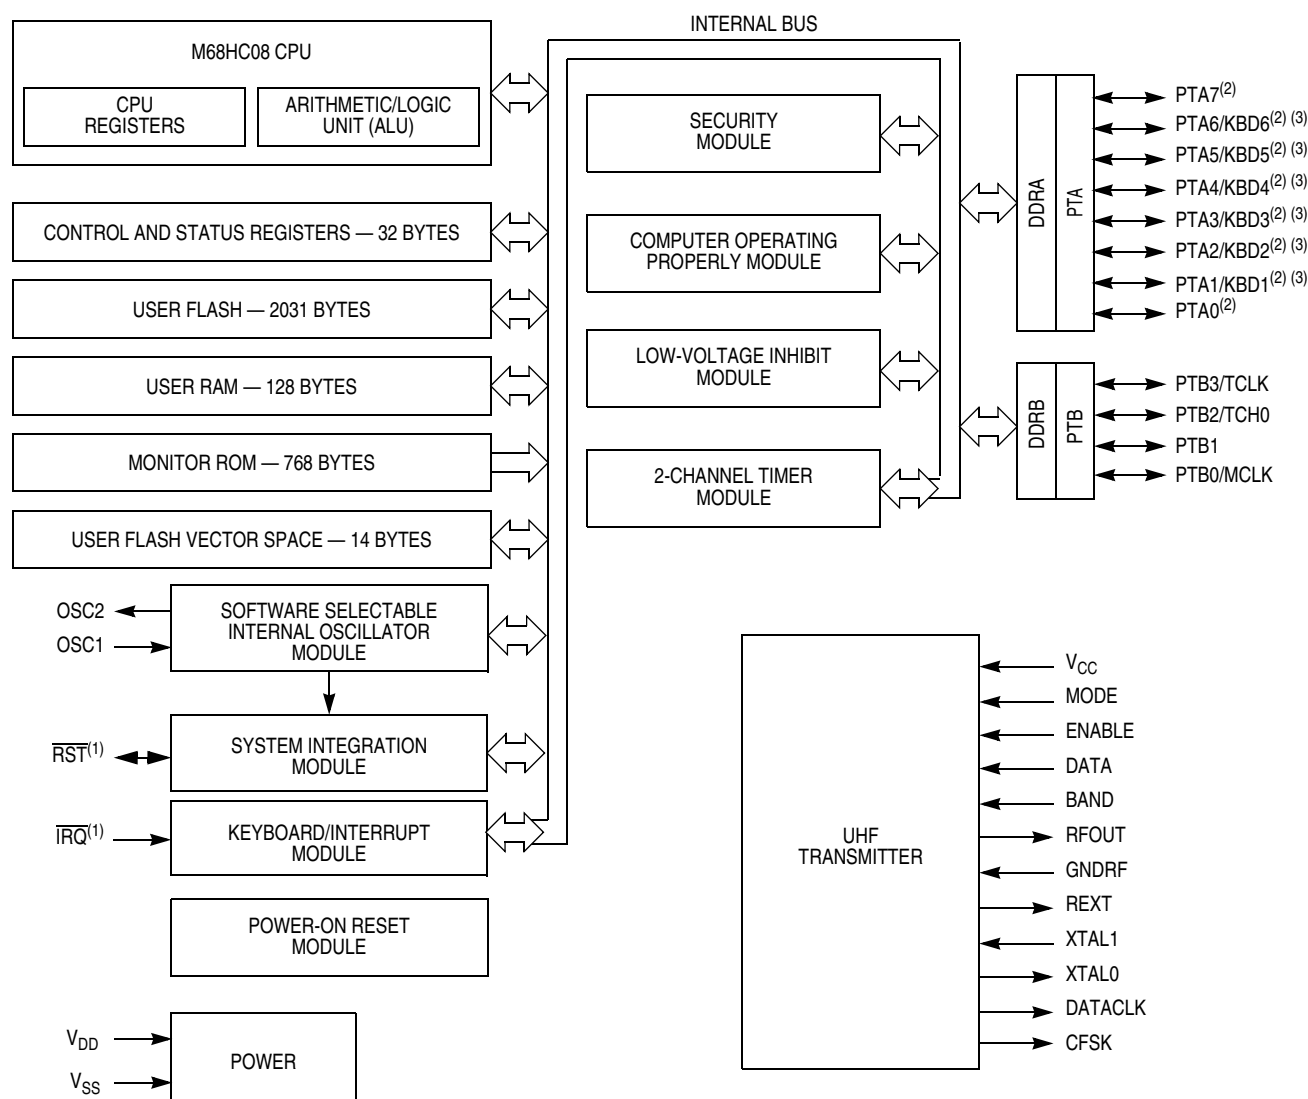 INTERNAL BUS
M68HC08 CPU
CPU
REGISTERS
ARITHMETIC/LOGIC
UNIT (ALU)
CONTROL AND STATUS REGISTERS — 32 BYTES
USER FLASH — 2031 BYTES
USER RAM — 128 BYTES
MONITOR ROM — 768 BYTES
USER FLASH VECTOR SPACE — 14 BYTES
OSC2
OSC1
SOFTWARE SELECTABLE
INTERNAL OSCILLATOR
MODULE
RST(1)
SYSTEM INTEGRATION
MODULE
IRQ(1)
KEYBOARD/INTERRUPT
MODULE
POWER-ON RESET
MODULE
VDD
VSS
POWER
SECURITY
MODULE
COMPUTER OPERATING
PROPERLY MODULE
LOW-VOLTAGE INHIBIT
MODULE
2-CHANNEL TIMER
MODULE
DDRA
PTA
PTA7(2)
PTA6/KBD6(2) (3)
PTA5/KBD5(2) (3)
PTA4/KBD4(2) (3)
PTA3/KBD3(2) (3)
PTA2/KBD2(2) (3)
PTA1/KBD1(2) (3)
PTA0(2)
DDRB
PTB
PTB3/TCLK
PTB2/TCH0
PTB1
PTB0/MCLK
UHF
TRANSMITTER
VCC
MODE
ENABLE
DATA
BAND
RFOUT
GNDRF
REXT
XTAL1
XTAL0
DATACLK
CFSK